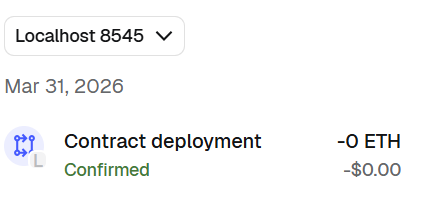 Localhost 8545
Mar 31, 2026
L
Contract deployment -0 ETH
Confirmed -$0.00